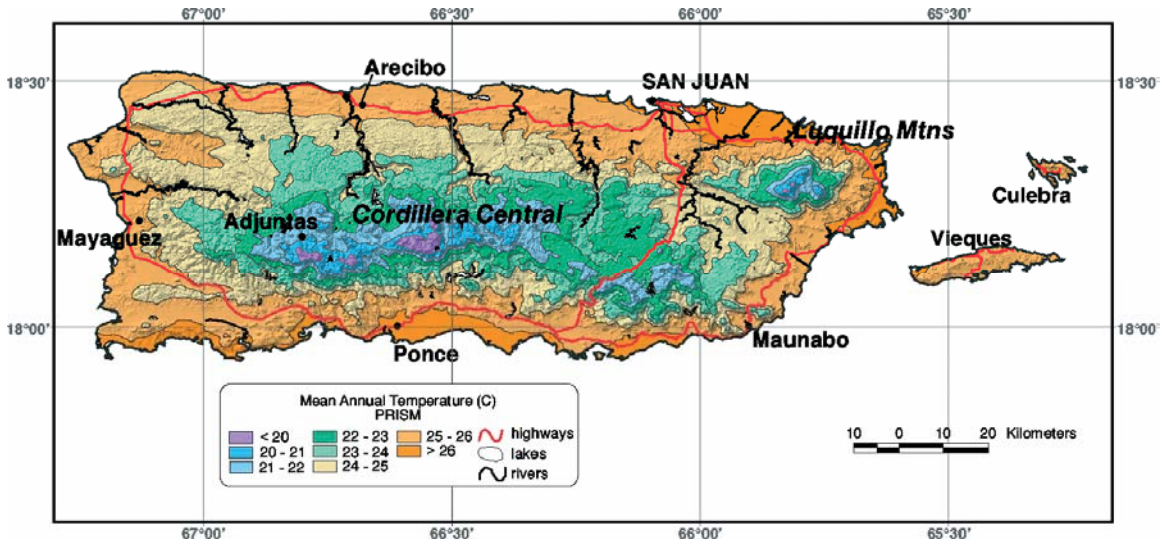 67°00' 66°30' 66°00' 65°30'
18°30' 18°30'
Arecibo
SAN JUAN
Luquillo Mtns
Culebra
Cordillera Central
Adjuntas
Mayaguez
Vieques
18°00' 18°00'
Maunabo
Ponce
Mean Annual Temperature (C)
PRISM
< 20 22 - 23 25 - 26 highways
20 - 21 23 - 24 > 26 lakes
21 - 22 24 - 25 rivers
10 0 10 20 Kilometers
67°00' 66°30' 66°00' 65°30'